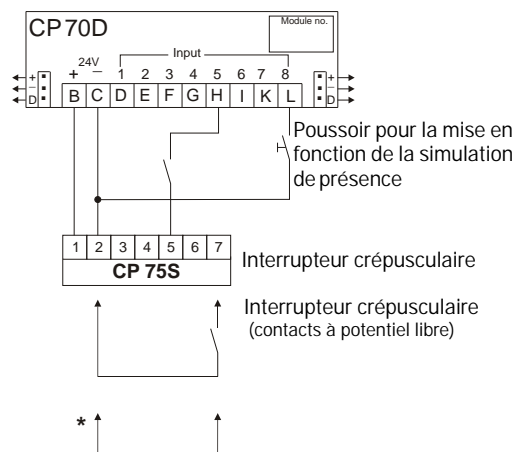 CP70D
Module no.
24V
Input
+ − 1 2 3 4 5 6 7 8
+ − D
B C D E F G H I K L
+ − D
Poussoir pour la mise en
fonction de la simulation
de présence
1 2 3 4 5 6 7
CP 75S
Interrupteur crépusculaire
Interrupteur crépusculaire
(contacts à potentiel libre)
*